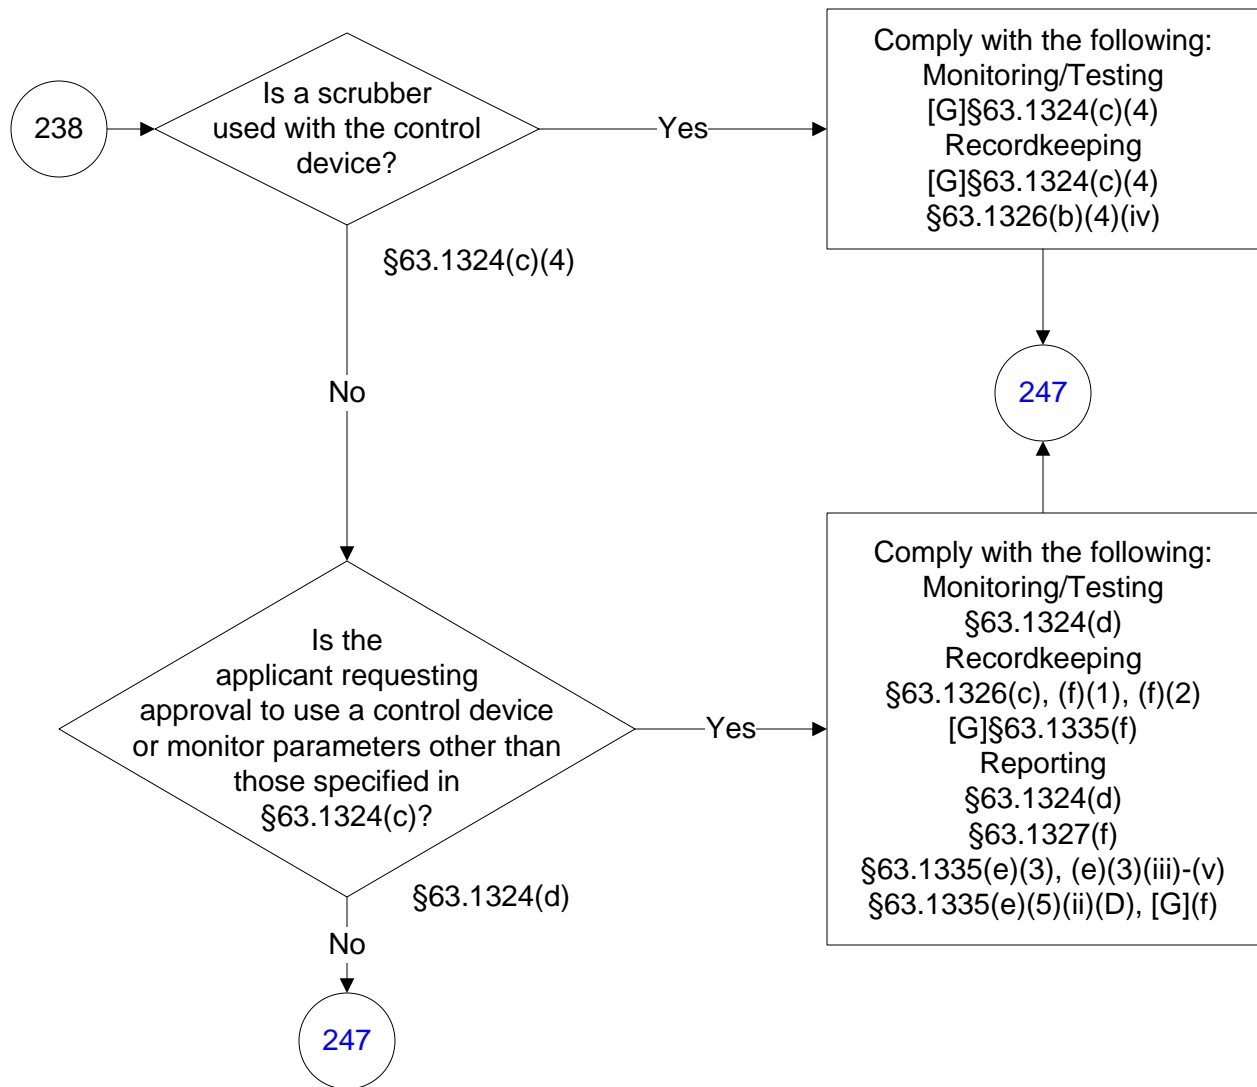 238
Is a scrubber
used with the control
device?
Yes
Comply with the following:
Monitoring/Testing
[G]§63.1324(c)(4)
Recordkeeping
[G]§63.1324(c)(4)
§63.1326(b)(4)(iv)
§63.1324(c)(4)
No
247
Is the
applicant requesting
approval to use a control device
or monitor parameters other than
those specified in
§63.1324(c)?
Yes
Comply with the following:
Monitoring/Testing
§63.1324(d)
Recordkeeping
§63.1326(c), (f)(1), (f)(2)
[G]§63.1335(f)
Reporting
§63.1324(d)
§63.1327(f)
§63.1335(e)(3), (e)(3)(iii)-(v)
§63.1335(e)(5)(ii)(D), [G](f)
§63.1324(d)
No
247